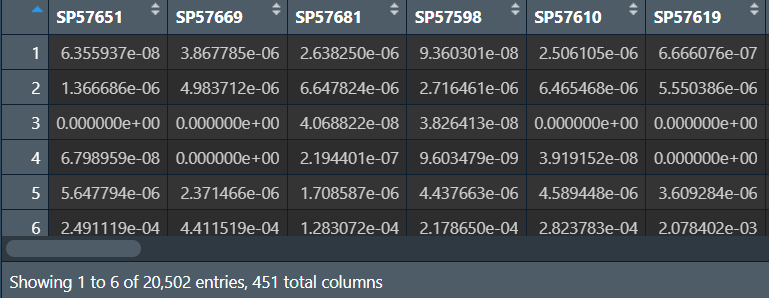 SP57651 SP57669 SP57681 SP57598 SP57610 SP57619
1 6.355937e-08 3.867785e-06 2.638250e-06 9.360301e-08 2.506105e-06 6.666076e-07
2 1.366686e-06 4.983712e-06 6.647824e-06 2.716461e-06 6.465468e-06 5.550386e-06
3 0.000000e+00 0.000000e+00 4.068822e-08 3.826413e-08 0.000000e+00 0.000000e+00
4 6.798959e-08 0.000000e+00 2.194401e-07 9.603479e-09 3.919152e-08 0.000000e+00
5 5.647794e-06 2.371466e-06 1.708587e-06 4.437663e-06 4.589448e-06 3.609284e-06
6 2.491119e-04 4.411519e-04 1.283072e-04 2.178650e-04 2.823783e-04 2.078402e-03
Showing 1 to 6 of 20,502 entries, 451 total columns